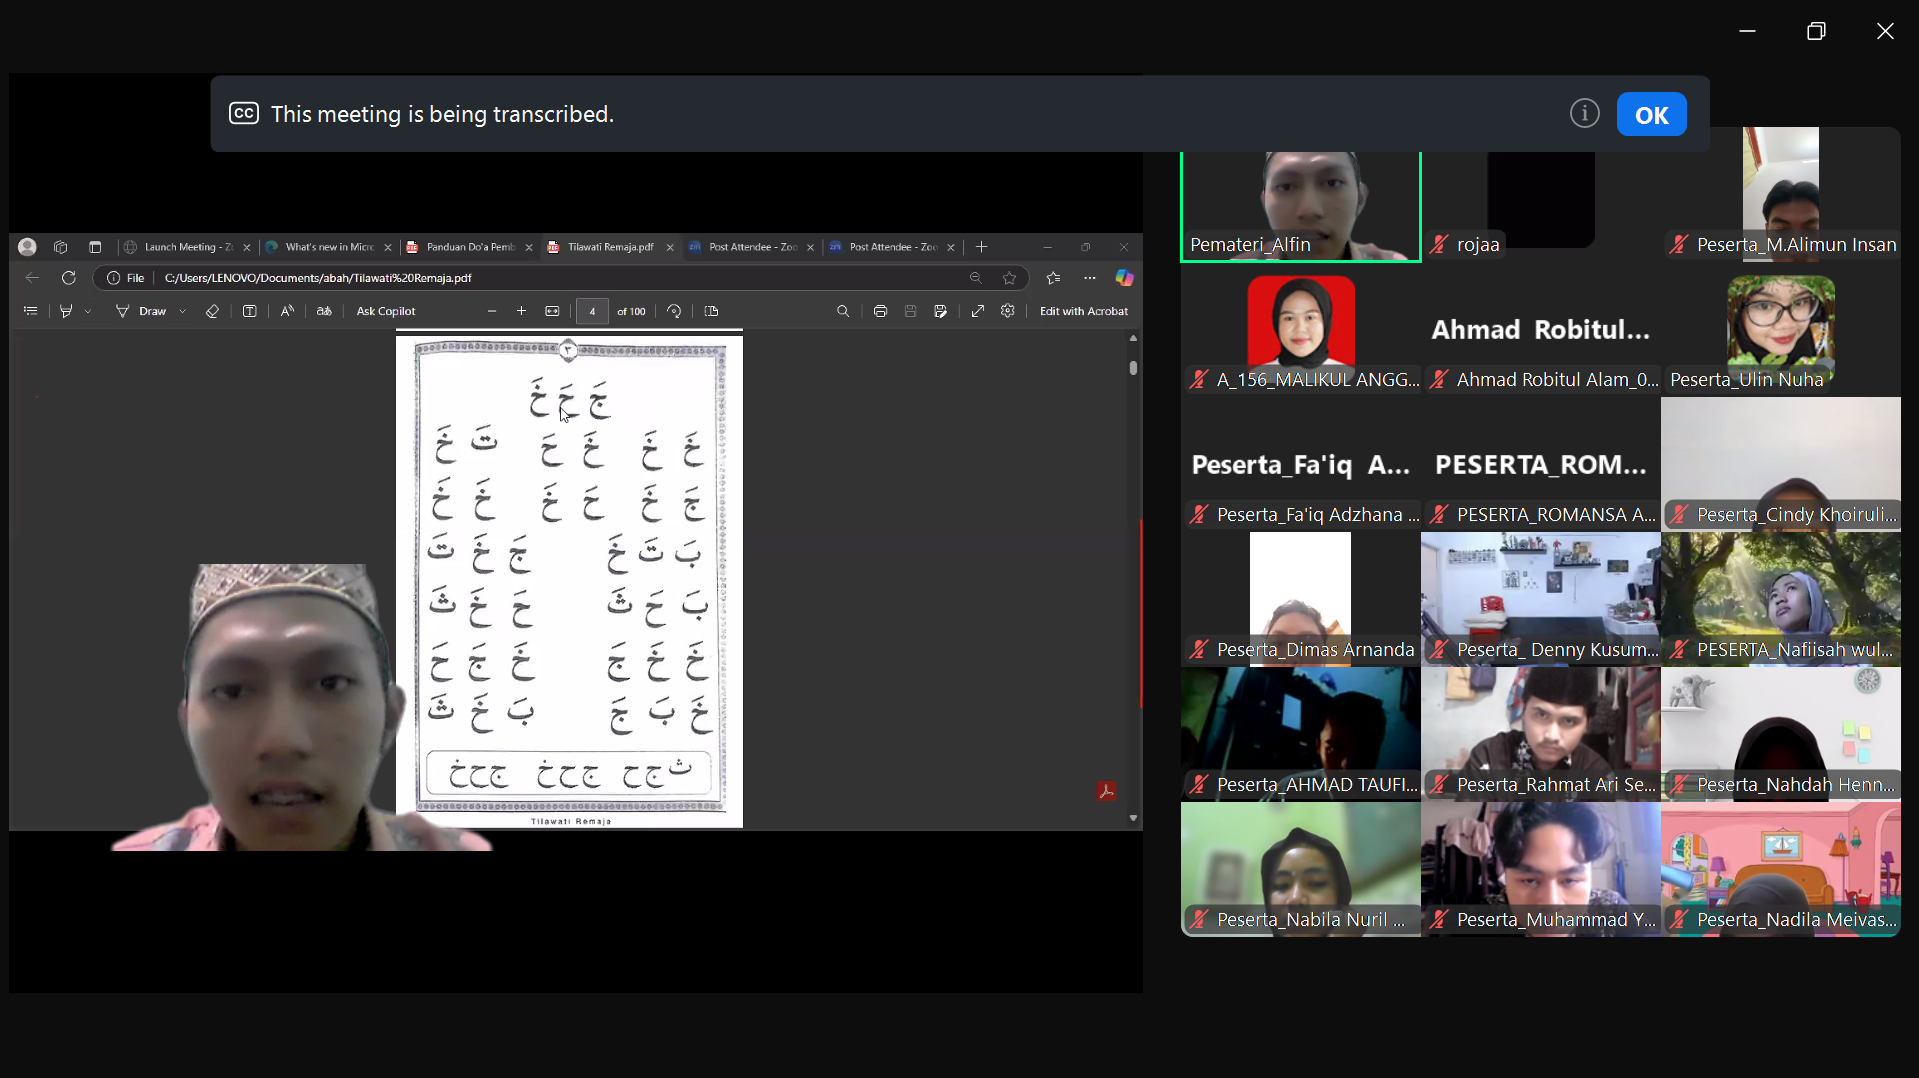 CC This meeting is being transcribed.
OK
Launch Meeting - Z
What's new in Micr
Panduan Do'a Pemb
Tilawati Remaja.pdf
Post Attendee - Zoo
Post Attendee - Zoo
File C:/Users/LENOVO/Documents/abah/Tilawati%20Remaja.pdf
Draw
Ask Copilot
4 of 100
Edit with Acrobat
٣
جَ حَ خَ
خَ خَ خَ حَ تَ خَ
جَ خَ حَ خَ خَ خَ
بَ تَ خَ جَ خَ تَ
بَ حَ ثَ حَ خَ ثَ
خَ خَ جَ خَ جَ حَ
خَ بَ جَ بَ خَ ثَ
ث ج ح ج ح خ ج ح خ
Tilawati Remaja
Pemateri_Alfin
rojaa
Peserta_M.Alimun Insan
A_156_MALIKUL ANGG...
Ahmad Robitul...
Ahmad Robitul Alam_0...
Peserta_Ulin Nuha
Peserta_Fa'iq A...
Peserta_Fa'iq Adzhana ...
PESERTA_ROM...
PESERTA_ROMANSA A...
Peserta_Cindy Khoiruli...
Peserta_Dimas Arnanda
Peserta_ Denny Kusum...
PESERTA_Nafiisah wul...
Peserta_AHMAD TAUFI...
Peserta_Rahmat Ari Se...
Peserta_Nahdah Henn...
Peserta_Nabila Nuril ...
Peserta_Muhammad Y...
Peserta_Nadila Meivas...